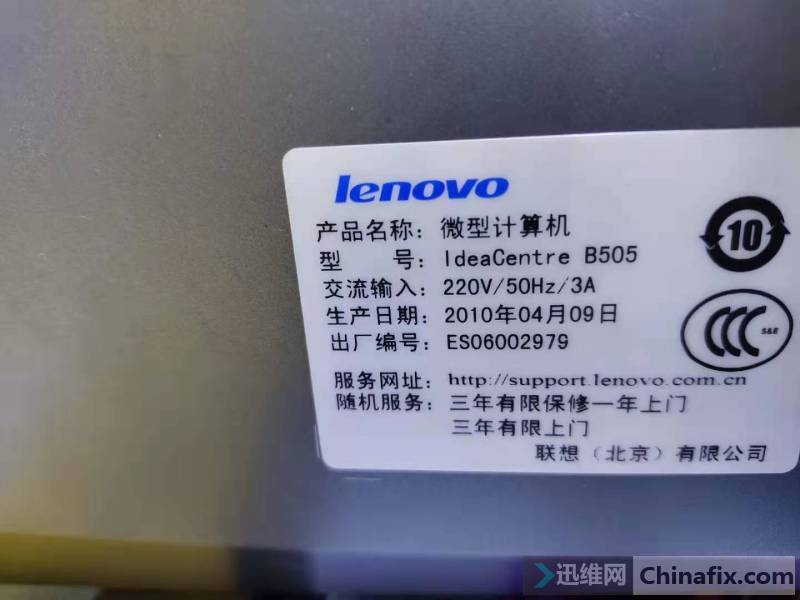 lenovo
产品名称：微型计算机
型 号：IdeaCentre B505
交流输入：220V/50Hz/3A
生产日期：2010年04月09日
出厂编号：ES06002979
服务网址：http://support.lenovo.com.cn
随机服务：三年有限保修一年上门
三年有限上门
联想（北京）有限公司
10
CCC S&E
迅维网 Chinafix.com